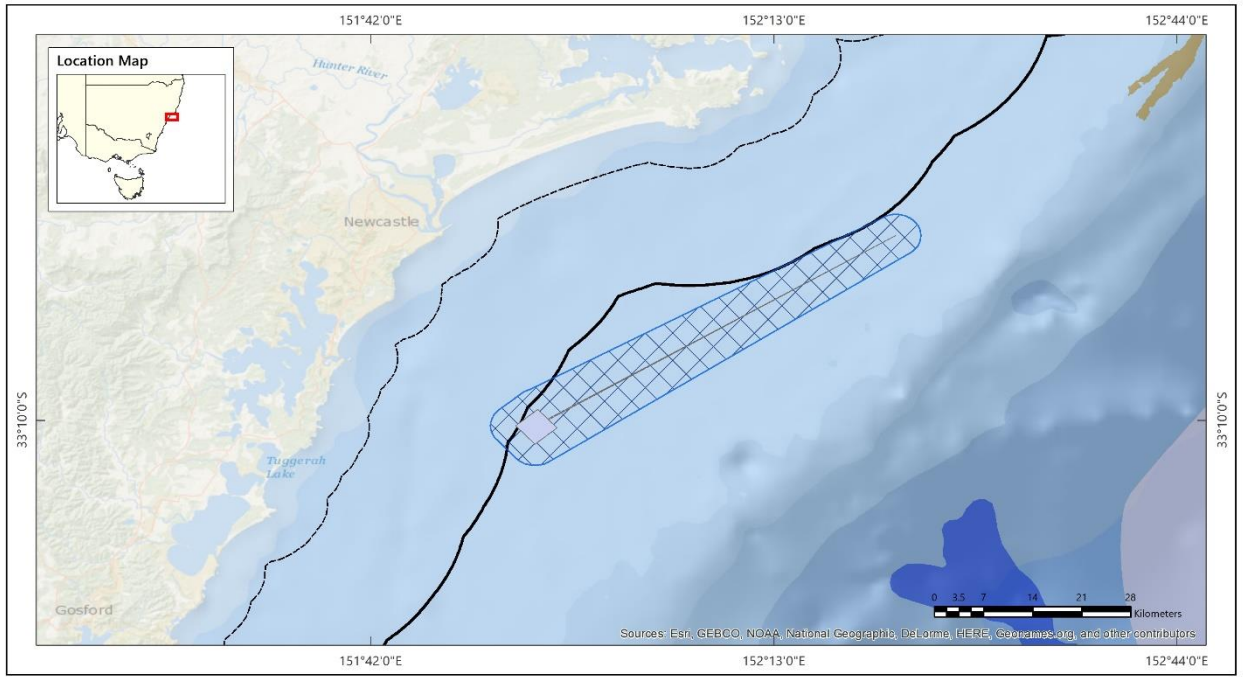 151°42'0"E
152°13'0"E
152°44'0"E
Location Map
Hunter River
Newcastle
33°10'0"S
33°10'0"S
Tuggerah
Lake
Gosford
0 3.5 7 14 21 28
Kilometers
Sources: Esri, GEBCO, NOAA, National Geographic, DeLorme, HERE, Geonames.org, and other contributors
151°42'0"E
152°13'0"E
152°44'0"E